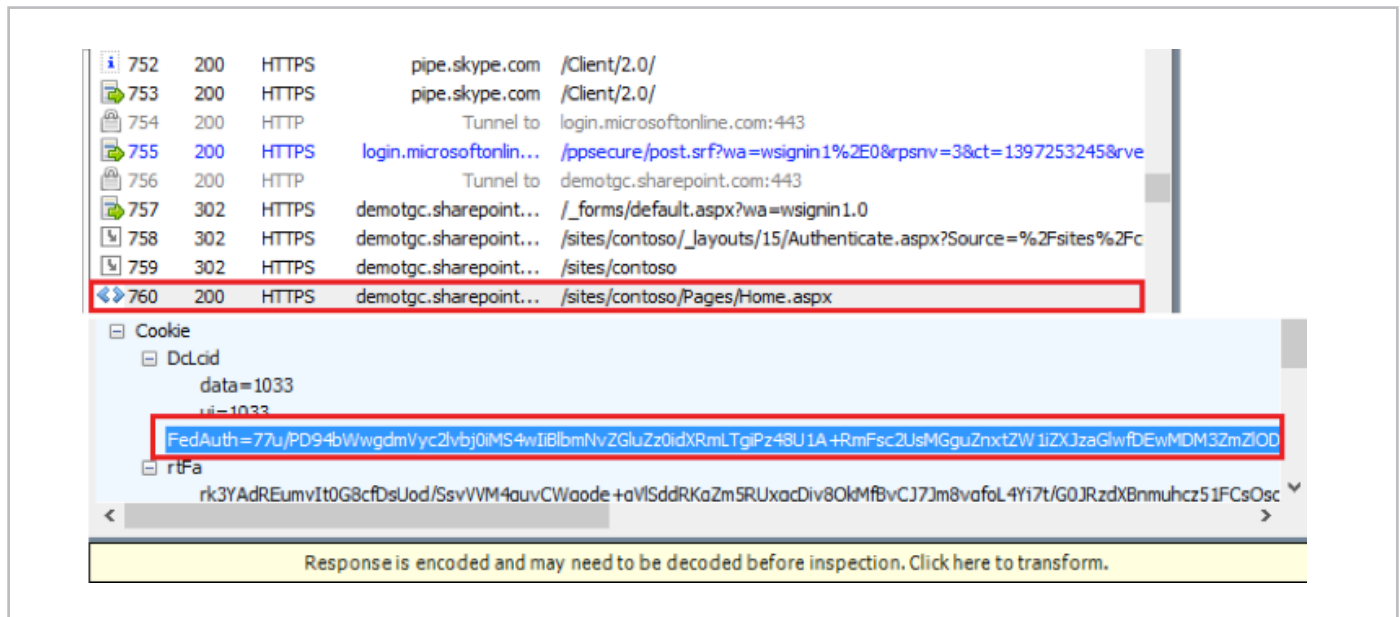 752 200 HTTPS pipe.skype.com /Client/2.0/
753 200 HTTPS pipe.skype.com /Client/2.0/
754 200 HTTP Tunnel to login.microsoftonline.com:443
755 200 HTTPS login.microsoftonlin... /ppsecure/post.srf?wa=wsignin1%2E0&rpsnv=3&ct=1397253245&rve
756 200 HTTP Tunnel to demotgc.sharepoint.com:443
757 302 HTTPS demotgc.sharepoint... /_forms/default.aspx?wa=wsignin1.0
758 302 HTTPS demotgc.sharepoint... /sites/contoso/_layouts/15/Authenticate.aspx?Source=%2Fsites%2Fc
759 302 HTTPS demotgc.sharepoint... /sites/contoso
760 200 HTTPS demotgc.sharepoint... /sites/contoso/Pages/Home.aspx
Cookie
DcLcid
data=1033
ui=1033
FedAuth=77u/PD94bWwgdmVyc2lvbj0iMS4wIiBlbmNvZGluZz0idXRmLTgiPz48U1A+RmFsc2UsMGguZnxtZW1iZXJzaGlwfDEwMDM3ZmZlOD
rtFa
rk3YAdREumvIt0G8cfDsUod/SsvVVM4quvCWqode+aVlSddRKqZm5RUxqcDiv8OkMfBvCJ7Jm8vqfoL4Yi7t/G0JRzdXBnmuhcz51FCsOsc
Response is encoded and may need to be decoded before inspection. Click here to transform.